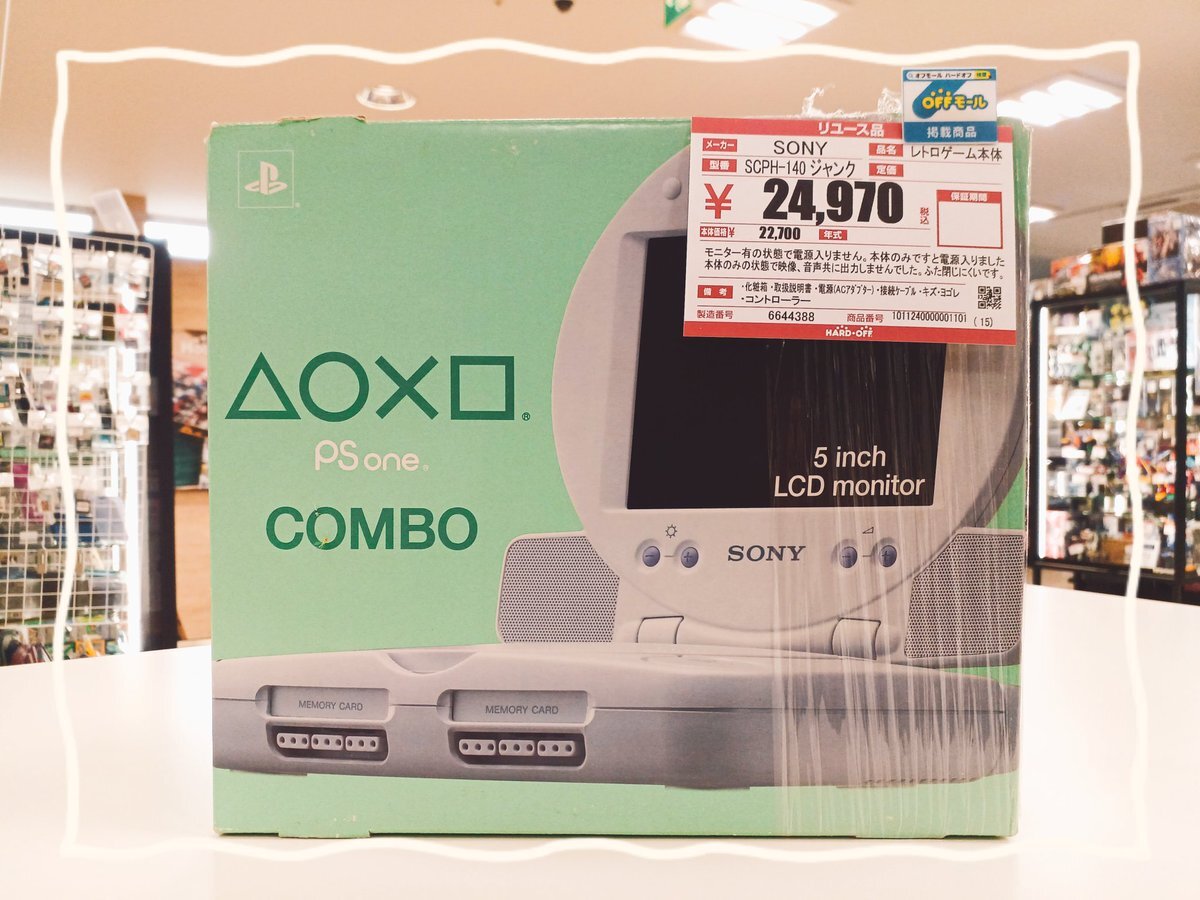 オフモール ハードオフ 検索
OFFモール
掲載商品
リユース品
メーカー SONY 品名 レトロゲーム本体
型番 SCPH-140 ジャンク 定価
¥ 24,970 税込 保証期間
本体価格¥ 22,700 年式
モニター有の状態で電源入りません。本体のみですと電源入りました
本体のみの状態で映像、音声共に出力しませんでした。ふた閉じにくいです。
備考 ・化粧箱・取扱説明書・電源(ACアダプター)・接続ケーブル・キズ・ヨゴレ
・コントローラー
製造番号 6644388 商品番号 1011240000001101 (15)
HARD-OFF
△○×□®
PS one®
COMBO
5 inch
LCD monitor
SONY
MEMORY CARD MEMORY CARD